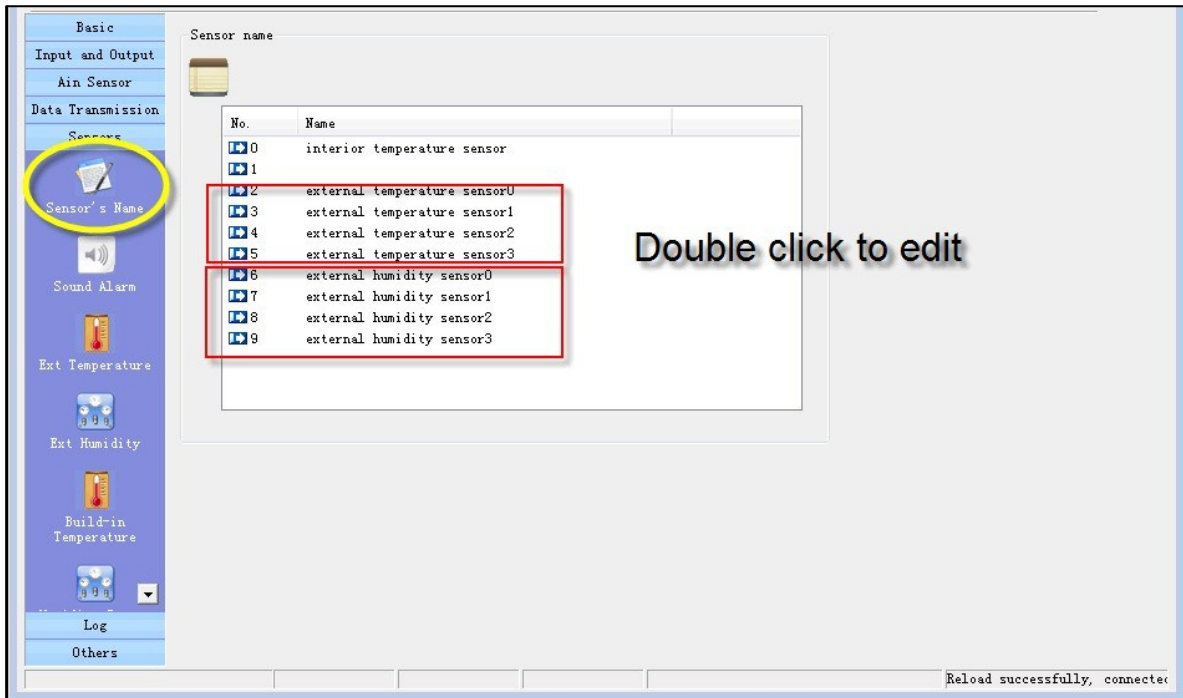 Basic
Input and Output
Ain Sensor
Data Transmission
Sensors
Sensor's Name
Sound Alarm
Ext Temperature
Ext Humidity
Build-in
Temperature
Log
Others
Sensor name
No. Name
0 interior temperature sensor
1
2 external temperature sensor0
3 external temperature sensor1
4 external temperature sensor2
5 external temperature sensor3
6 external humidity sensor0
7 external humidity sensor1
8 external humidity sensor2
9 external humidity sensor3
Double click to edit
Reload successfully, connected